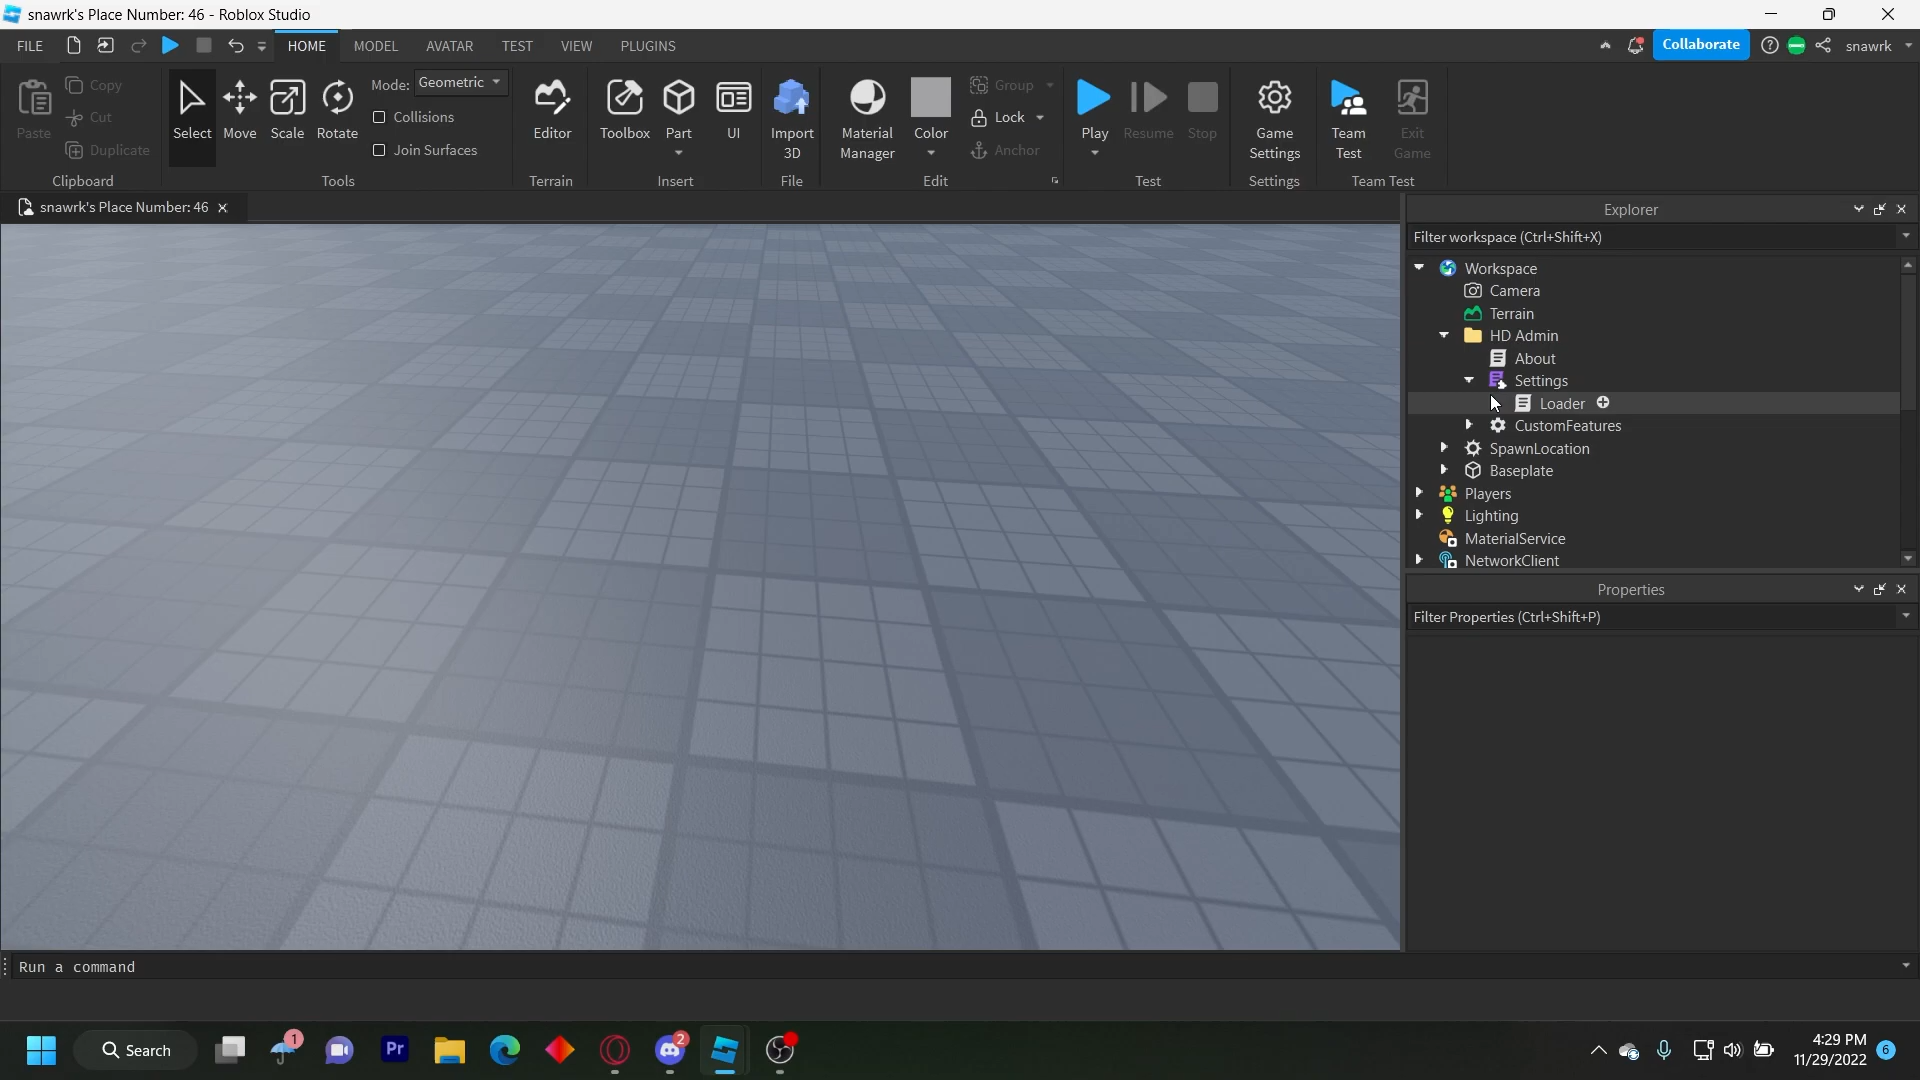 snawrk's Place Number: 46 - Roblox Studio
FILE HOME MODEL AVATAR TEST VIEW PLUGINS Collaborate snawrk
Paste Copy Cut Duplicate
Clipboard
Select Move Scale Rotate
Mode: Geometric
Collisions
Join Surfaces
Tools
Editor
Terrain
Toolbox Part UI
Insert
Import 3D
File
Material Manager
Color
Group
Lock
Anchor
Edit
Play Resume Stop
Test
Game Settings
Settings
Team Test
Exit Game
Team Test
snawrk's Place Number: 46
Explorer
Filter workspace (Ctrl+Shift+X)
Workspace
Camera
Terrain
HD Admin
About
Settings
Loader
CustomFeatures
SpawnLocation
Baseplate
Players
Lighting
MaterialService
NetworkClient
Properties
Filter Properties (Ctrl+Shift+P)
Run a command
Search
1
Pr
2
4:29 PM
11/29/2022
6